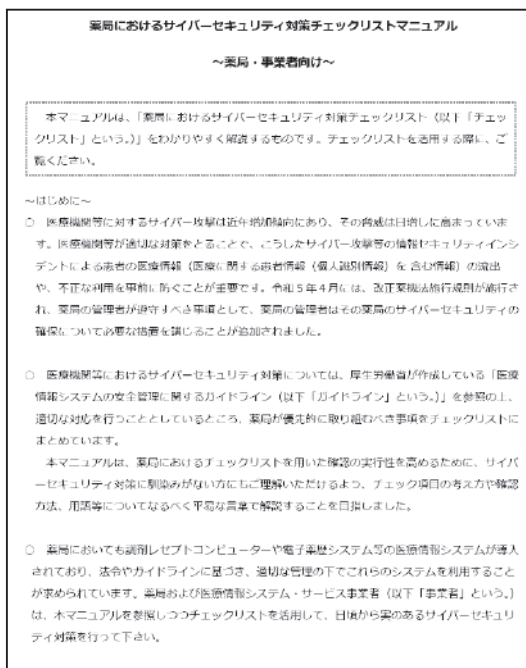 薬局におけるサイバーセキュリティ対策チェックリストマニュアル
～薬局・事業者向け～
本マニュアルは、「薬局におけるサイバーセキュリティ対策チェックリスト（以下「チェッ
クリスト」という。）」をわかりやすく解説するものです。チェックリストを活用する際に、ご
覧ください。
～はじめに～
○ 医療機関等に対するサイバー攻撃は近年増加傾向にあり、その脅威は日増しに高まっていま
す。医療機関等が適切な対策をとることで、こうしたサイバー攻撃等の情報セキュリティインシ
デントによる患者の医療情報（医療に関する患者情報（個人識別情報）を含む情報）の流出
や、不正な利用を事前に防ぐことが重要です。令和５年４月には、改正薬機法施行規則が施行さ
れ、薬局の管理者が遵守すべき事項として、薬局の管理者はその薬局のサイバーセキュリティの
確保について必要な措置を講じることが追加されました。
○ 医療機関等におけるサイバーセキュリティ対策については、厚生労働省が作成している「医療
情報システムの安全管理に関するガイドライン（以下「ガイドライン」という。）」を参照の上、
適切な対応を行うこととしているところ、薬局が優先的に取り組むべき事項をチェックリストに
まとめています。
本マニュアルは、薬局におけるチェックリストを用いた確認の実行性を高めるために、サイバ
ーセキュリティ対策に馴染みがない方にもご理解いただけるよう、チェック項目の考え方や確認
方法、用語等についてなるべく平易な言葉で解説することを目指しました。
○ 薬局においても調剤レセプトコンピューターや電子薬歴システム等の医療情報システムが導入
されており、法令やガイドラインに基づき、適切な管理の下でこれらのシステムを利用すること
が求められています。薬局および医療情報システム・サービス事業者（以下「事業者」という。）
は、本マニュアルを参照しつつチェックリストを活用して、日頃から実のあるサイバーセキュリ
ティ対策を行って下さい。